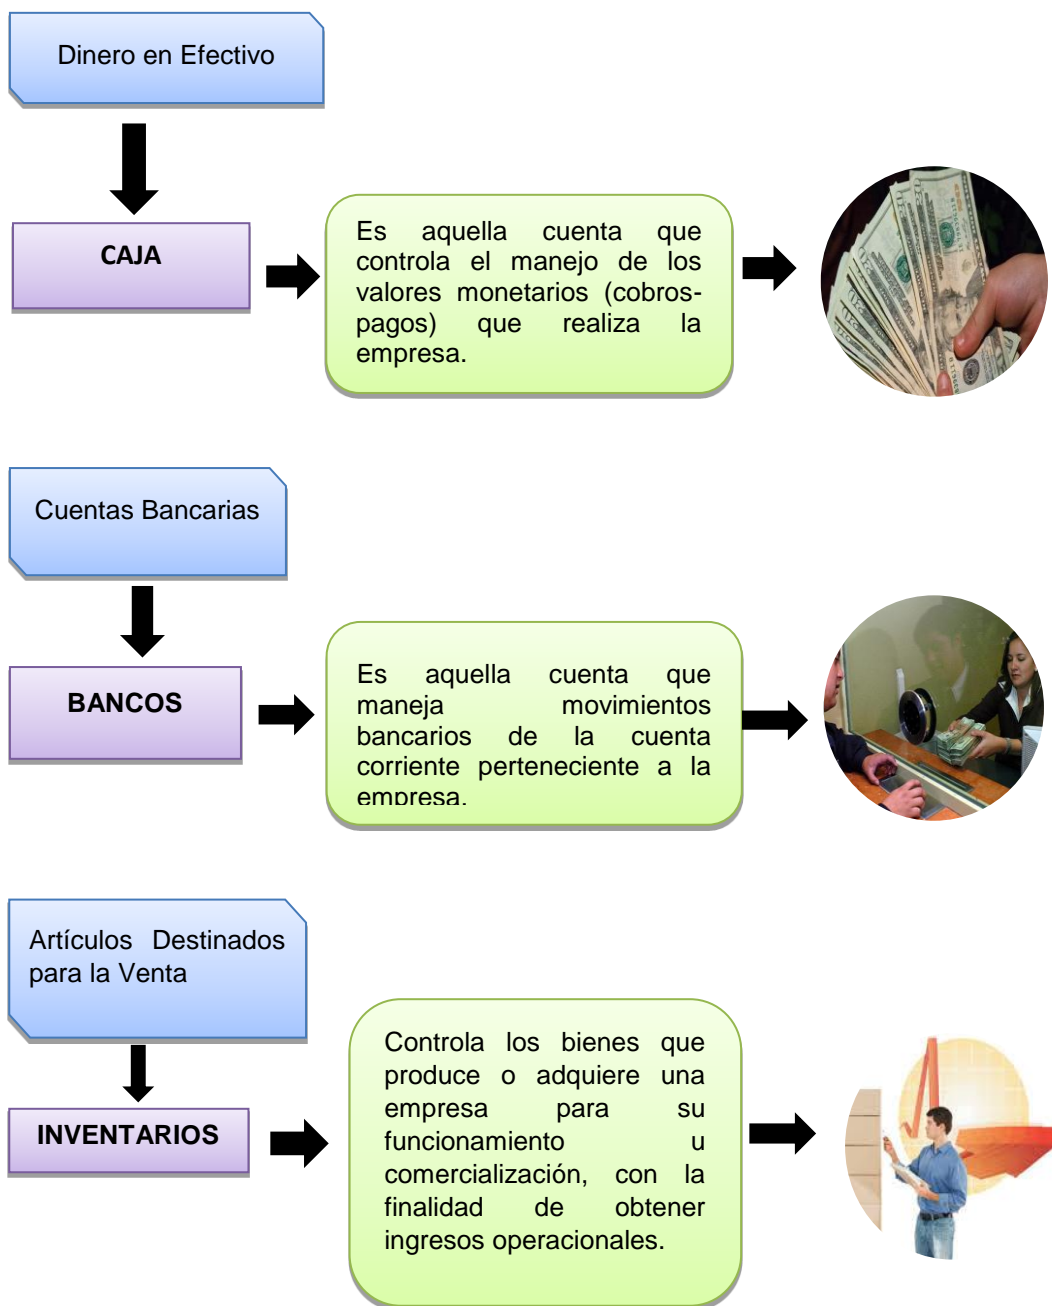 Dinero en Efectivo
CAJA
Es aquella cuenta que
controla el manejo de los
valores monetarios (cobros-
pagos) que realiza la
empresa.
Cuentas Bancarias
BANCOS
Es aquella cuenta que
maneja movimientos
bancarios de la cuenta
corriente perteneciente a la
empresa.
Artículos Destinados
para la Venta
INVENTARIOS
Controla los bienes que
produce o adquiere una
empresa para su
funcionamiento u
comercialización, con la
finalidad de obtener
ingresos operacionales.